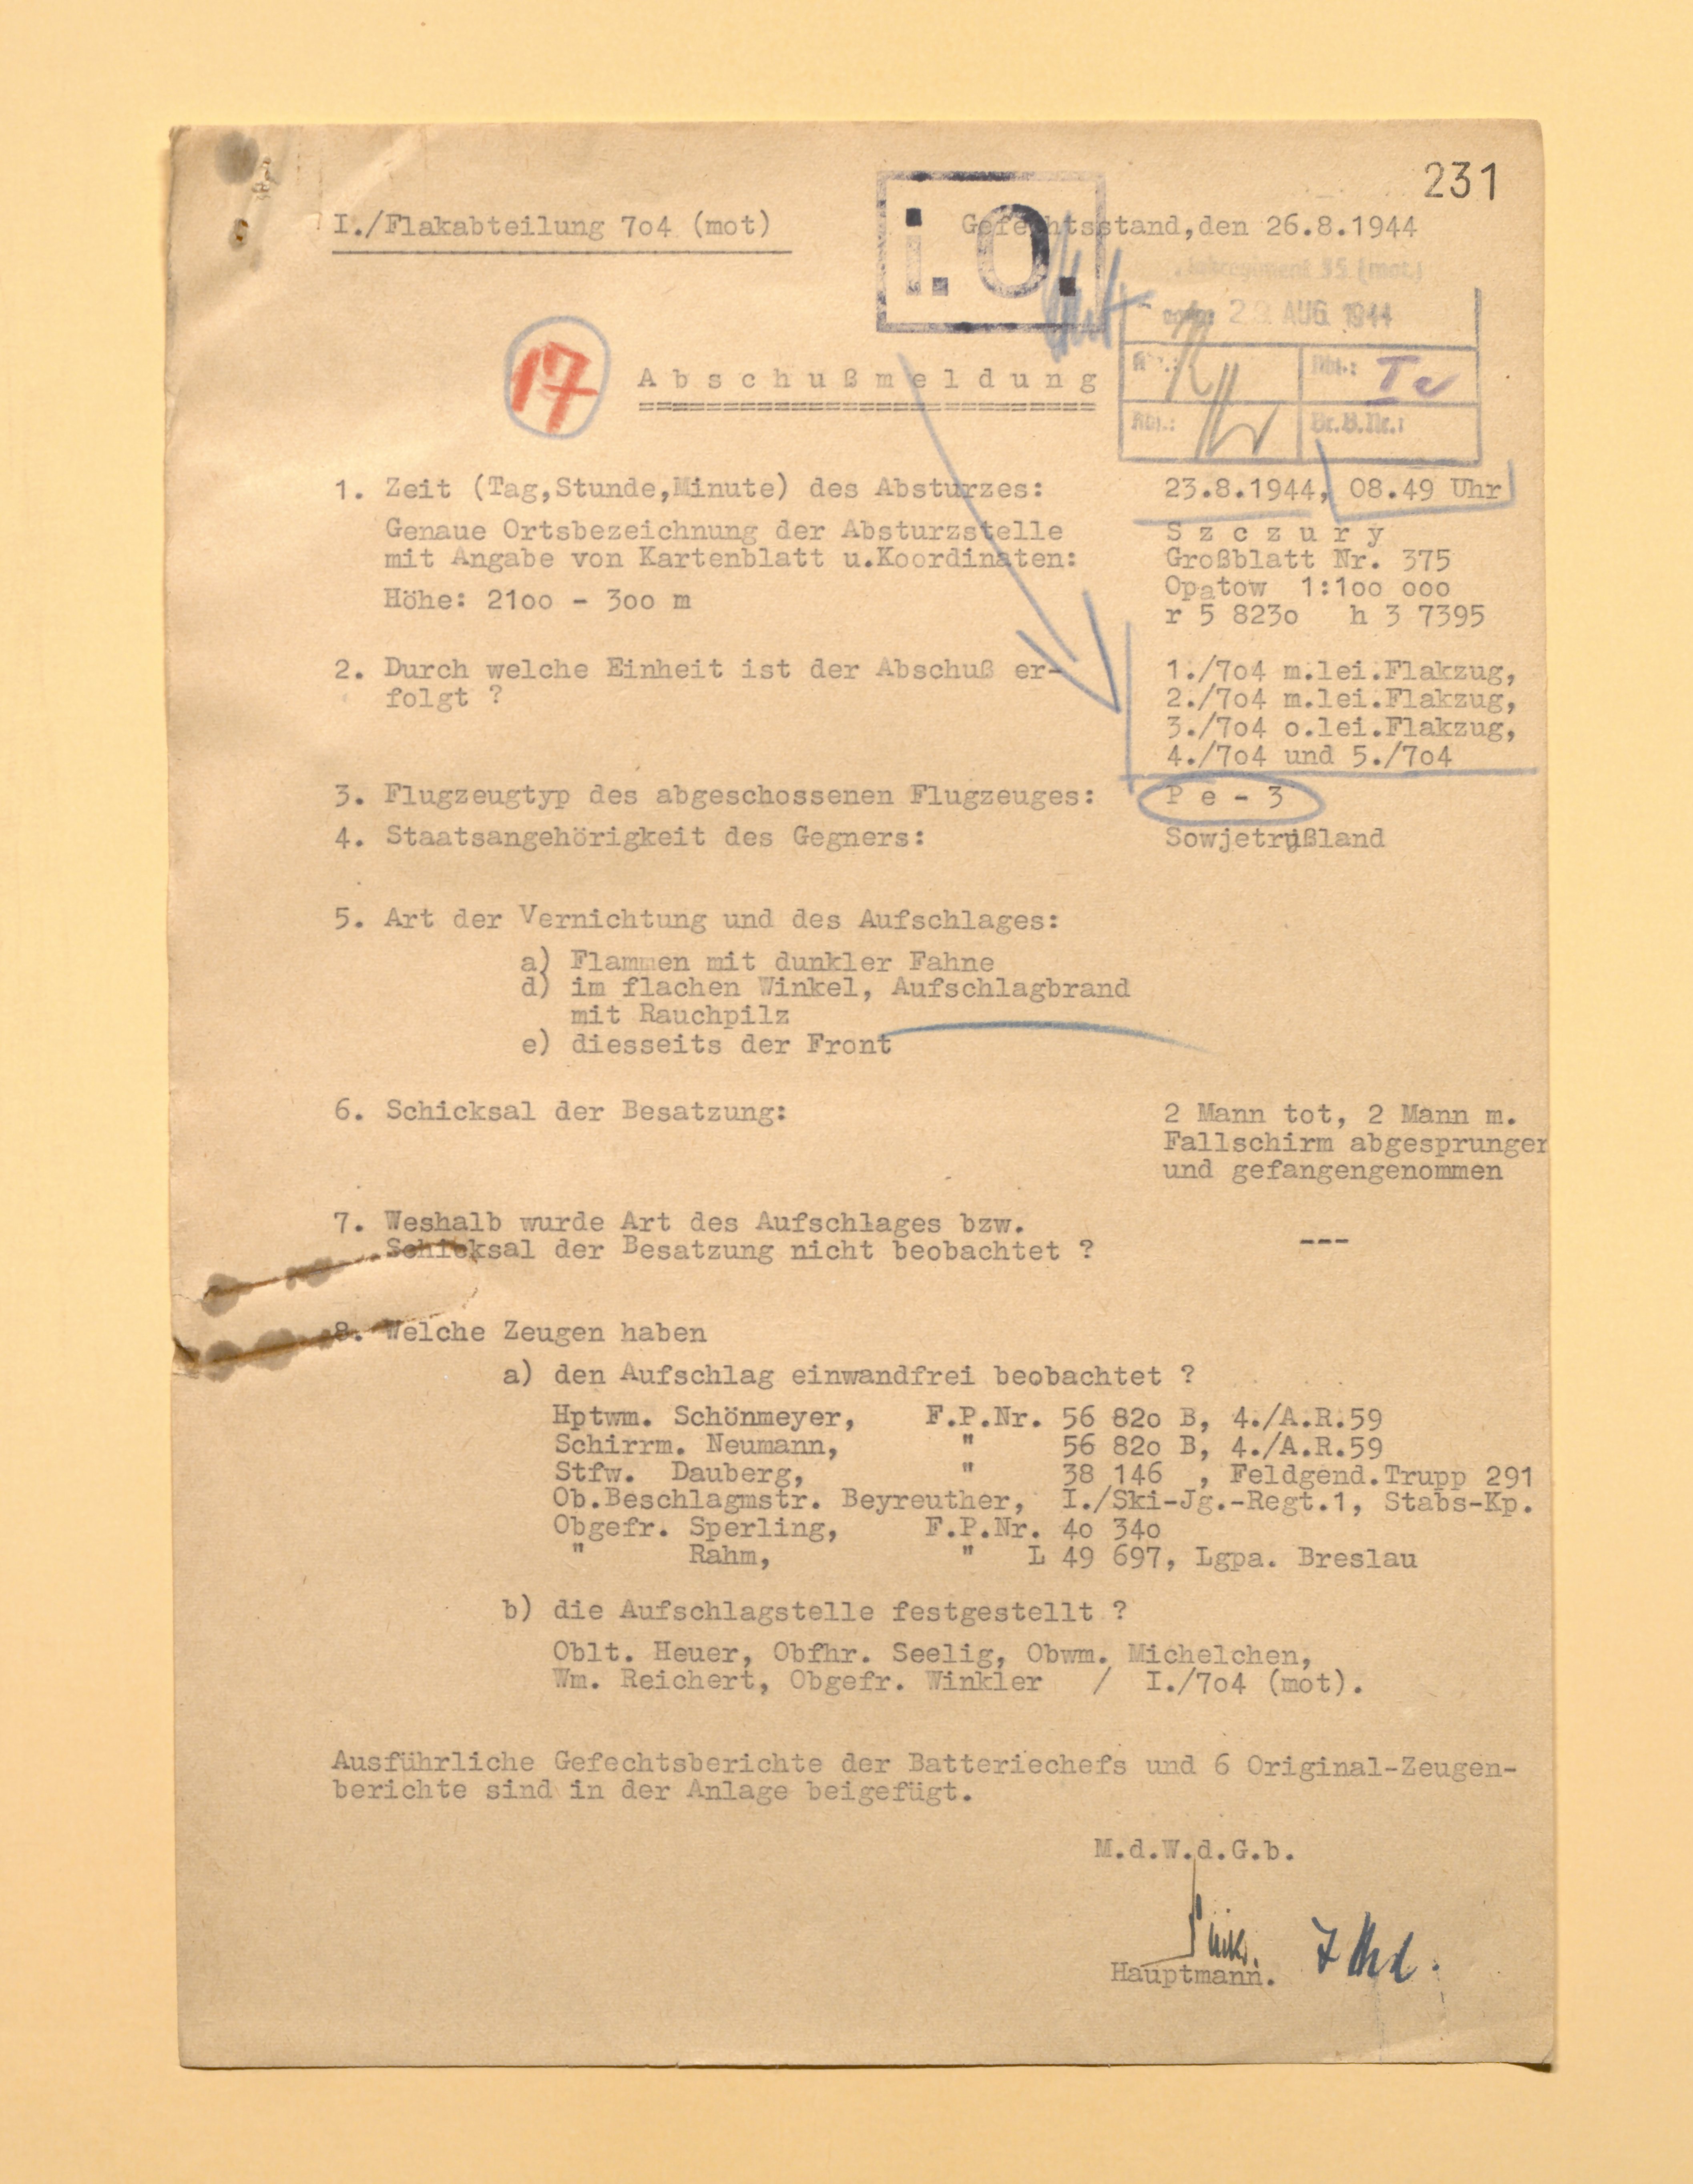 231
I./Flakabteilung 7o4 (mot)
i.O.
Gefechtsstand,den 26.8.1944
35 (mot.)
AUG 1944
17
Abschußmeldung
Abt.: Ic
Br.B.Nr.:
1. Zeit (Tag,Stunde,Minute) des Absturzes: 23.8.1944, 08.49 Uhr
Genaue Ortsbezeichnung der Absturzstelle S z c z u r y
mit Angabe von Kartenblatt u.Koordinaten: Großblatt Nr. 375
Opatow 1:1oo ooo
Höhe: 21oo - 3oo m
r 5 823o h 3 7395
2. Durch welche Einheit ist der Abschuß er- 1./7o4 m.lei.Flakzug,
folgt ? 2./7o4 m.lei.Flakzug,
3./7o4 o.lei.Flakzug,
4./7o4 und 5./7o4
3. Flugzeugtyp des abgeschossenen Flugzeuges: P e - 3
4. Staatsangehörigkeit des Gegners: Sowjetrußland
5. Art der Vernichtung und des Aufschlages:
a) Flammen mit dunkler Fahne
d) im flachen Winkel, Aufschlagbrand
mit Rauchpilz
e) diesseits der Front
6. Schicksal der Besatzung: 2 Mann tot, 2 Mann m.
Fallschirm abgesprungen
und gefangengenommen
7. Weshalb wurde Art des Aufschlages bzw.
Schicksal der Besatzung nicht beobachtet ? ---
8. Welche Zeugen haben
a) den Aufschlag einwandfrei beobachtet ?
Hptwm. Schönmeyer, F.P.Nr. 56 82o B, 4./A.R.59
Schirrm. Neumann, " 56 82o B, 4./A.R.59
Stfw. Dauberg, " 38 146 , Feldgend.Trupp 291
Ob.Beschlagmstr. Beyreuther, I./Ski-Jg.-Regt.1, Stabs-Kp.
Obgefr. Sperling, F.P.Nr. 4o 34o
" Rahm, " L 49 697, Lgpa. Breslau
b) die Aufschlagstelle festgestellt ?
Oblt. Heuer, Obfhr. Seelig, Obwm. Michelchen,
Wm. Reichert, Obgefr. Winkler / I./7o4 (mot).
Ausführliche Gefechtsberichte der Batteriechefs und 6 Original-Zeugen-
berichte sind in der Anlage beigefügt.
M.d.W.d.G.b.
Hauptmann.